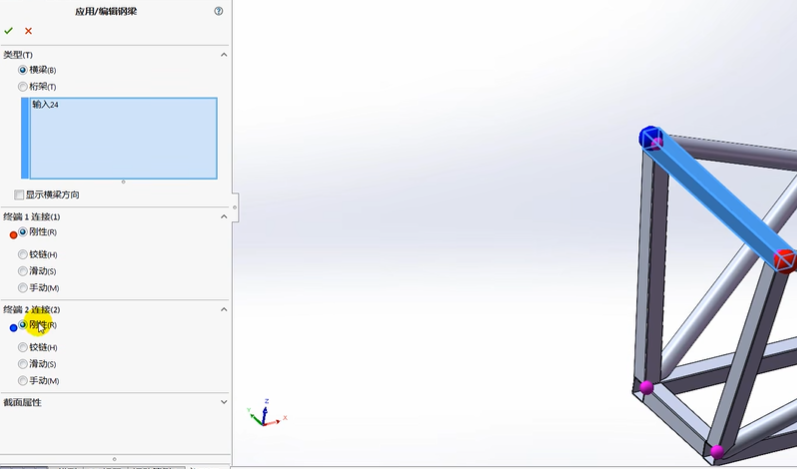 应用/编辑钢梁
类型(T)
横梁(B)
桁架(T)
输入24
显示横梁方向
终端 1 连接(1)
刚性(R)
铰链(H)
滑动(S)
手动(M)
终端 2 连接(2)
刚性(R)
铰链(H)
滑动(S)
手动(M)
截面属性
Z
Y
X